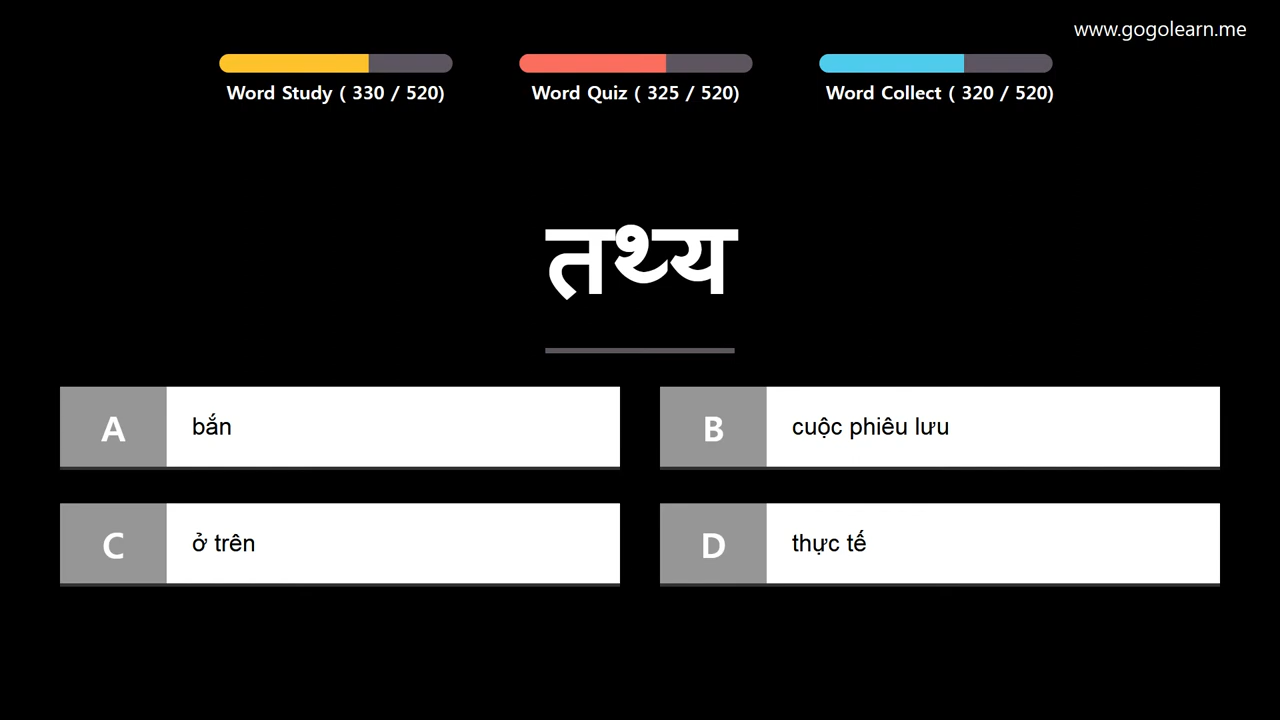 www.gogolearn.me
Word Study ( 330 / 520)
Word Quiz ( 325 / 520)
Word Collect ( 320 / 520)
तथ्य
A bắn
B cuộc phiêu lưu
C ở trên
D thực tế